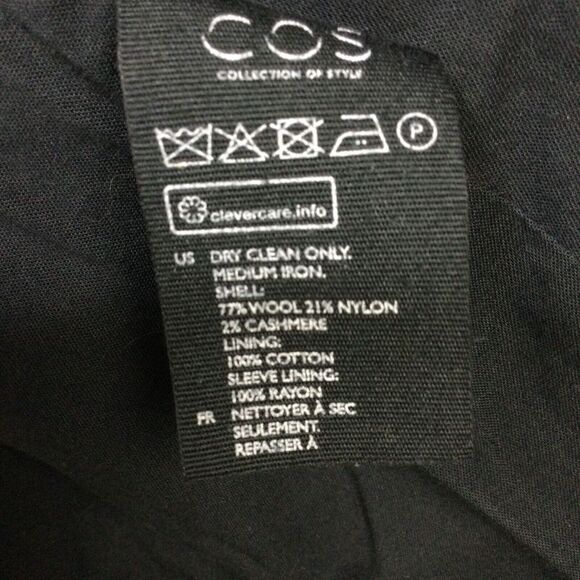 COS
COLLECTION OF STYLE
P
clevercare.info
US DRY CLEAN ONLY.
MEDIUM IRON.
SHELL:
77% WOOL 21% NYLON
2% CASHMERE
LINING:
100% COTTON
SLEEVE LINING:
100% RAYON
FR NETTOYER À SEC
SEULEMENT.
REPASSER À